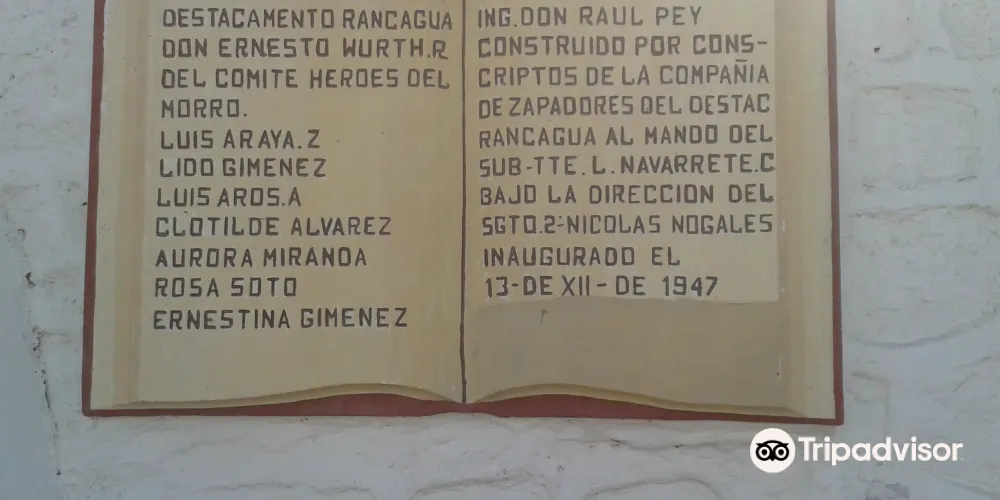 DESTACAMENTO RANCAGUA
DON ERNESTO WURTH.R
DEL COMITE HEROES DEL
MORRO.
LUIS ARAYA.Z
LIDO GIMENEZ
LUIS AROS.A
CLOTILDE ALVAREZ
AURORA MIRANDA
ROSA SOTO
ERNESTINA GIMENEZ
ING.DON RAUL PEY
CONSTRUIDO POR CONS-
CRIPTOS DE LA COMPAÑIA
DE ZAPADORES DEL DESTAC
RANCAGUA AL MANDO DEL
SUB-TTE.L.NAVARRETE.C
BAJO LA DIRECCION DEL
SGTO.2º-NICOLAS NOGALES
INAUGURADO EL
13-DE XII-DE 1947
Tripadvisor